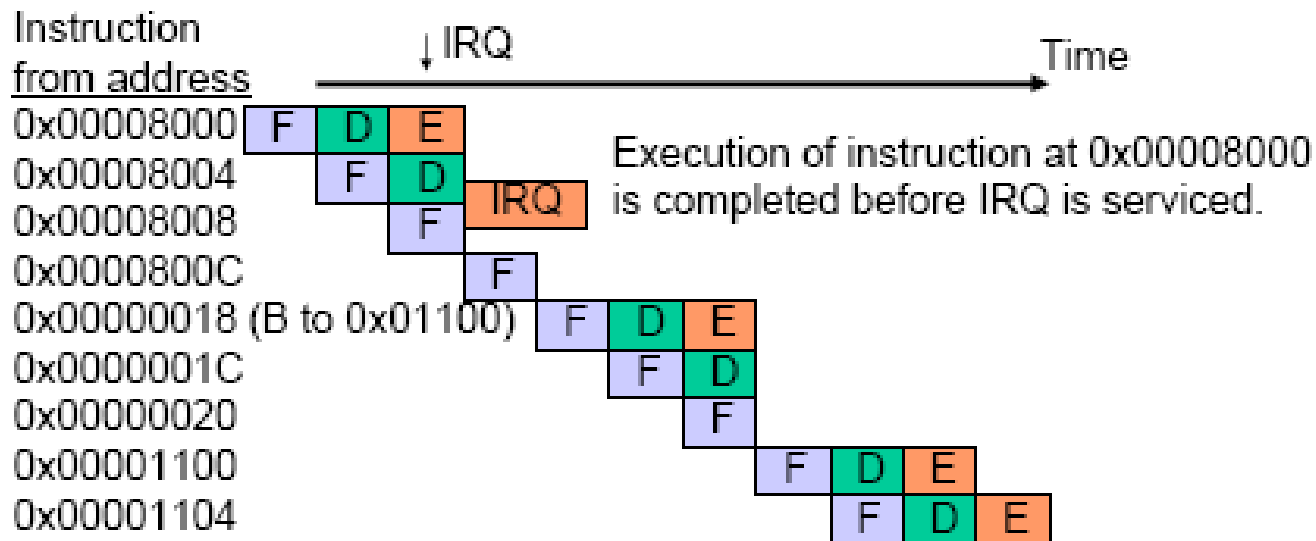 Instruction
from address
↓ IRQ
Time
0x00008000 F D E
Execution of instruction at 0x00008000
is completed before IRQ is serviced.
0x00008004 F D
IRQ
0x00008008 F
0x0000800C F
0x00000018 (B to 0x01100) F D E
0x0000001C F D
0x00000020 F
0x00001100 F D E
0x00001104 F D E